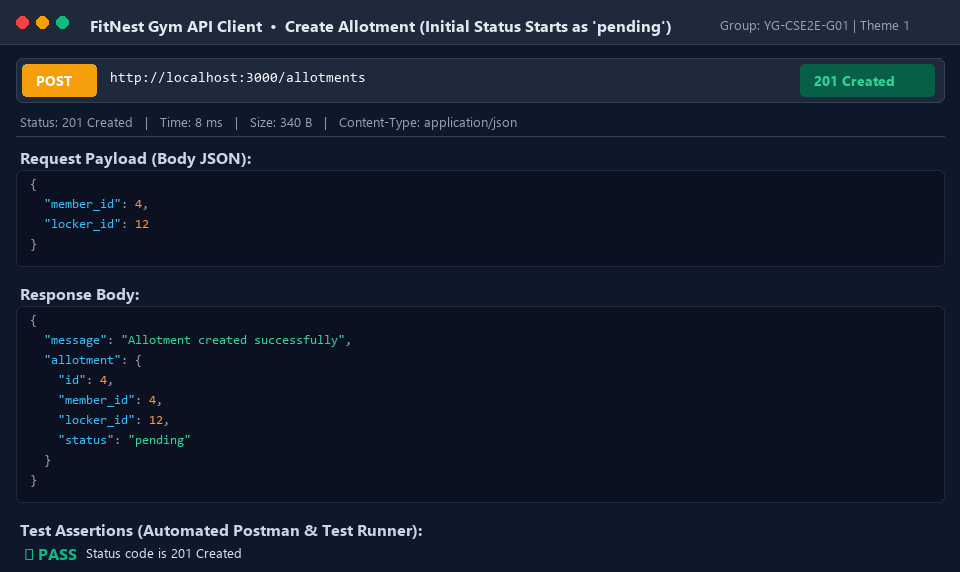 FitNest Gym API Client • Create Allotment (Initial Status Starts as 'pending')
Group: YG-CSE2E-G01 | Theme 1
POST http://localhost:3000/allotments 201 Created
Status: 201 Created | Time: 8 ms | Size: 340 B | Content-Type: application/json
Request Payload (Body JSON):
{
"member_id": 4,
"locker_id": 12
}
Response Body:
{
"message": "Allotment created successfully",
"allotment": {
"id": 4,
"member_id": 4,
"locker_id": 12,
"status": "pending"
}
}
Test Assertions (Automated Postman & Test Runner):
PASS Status code is 201 Created